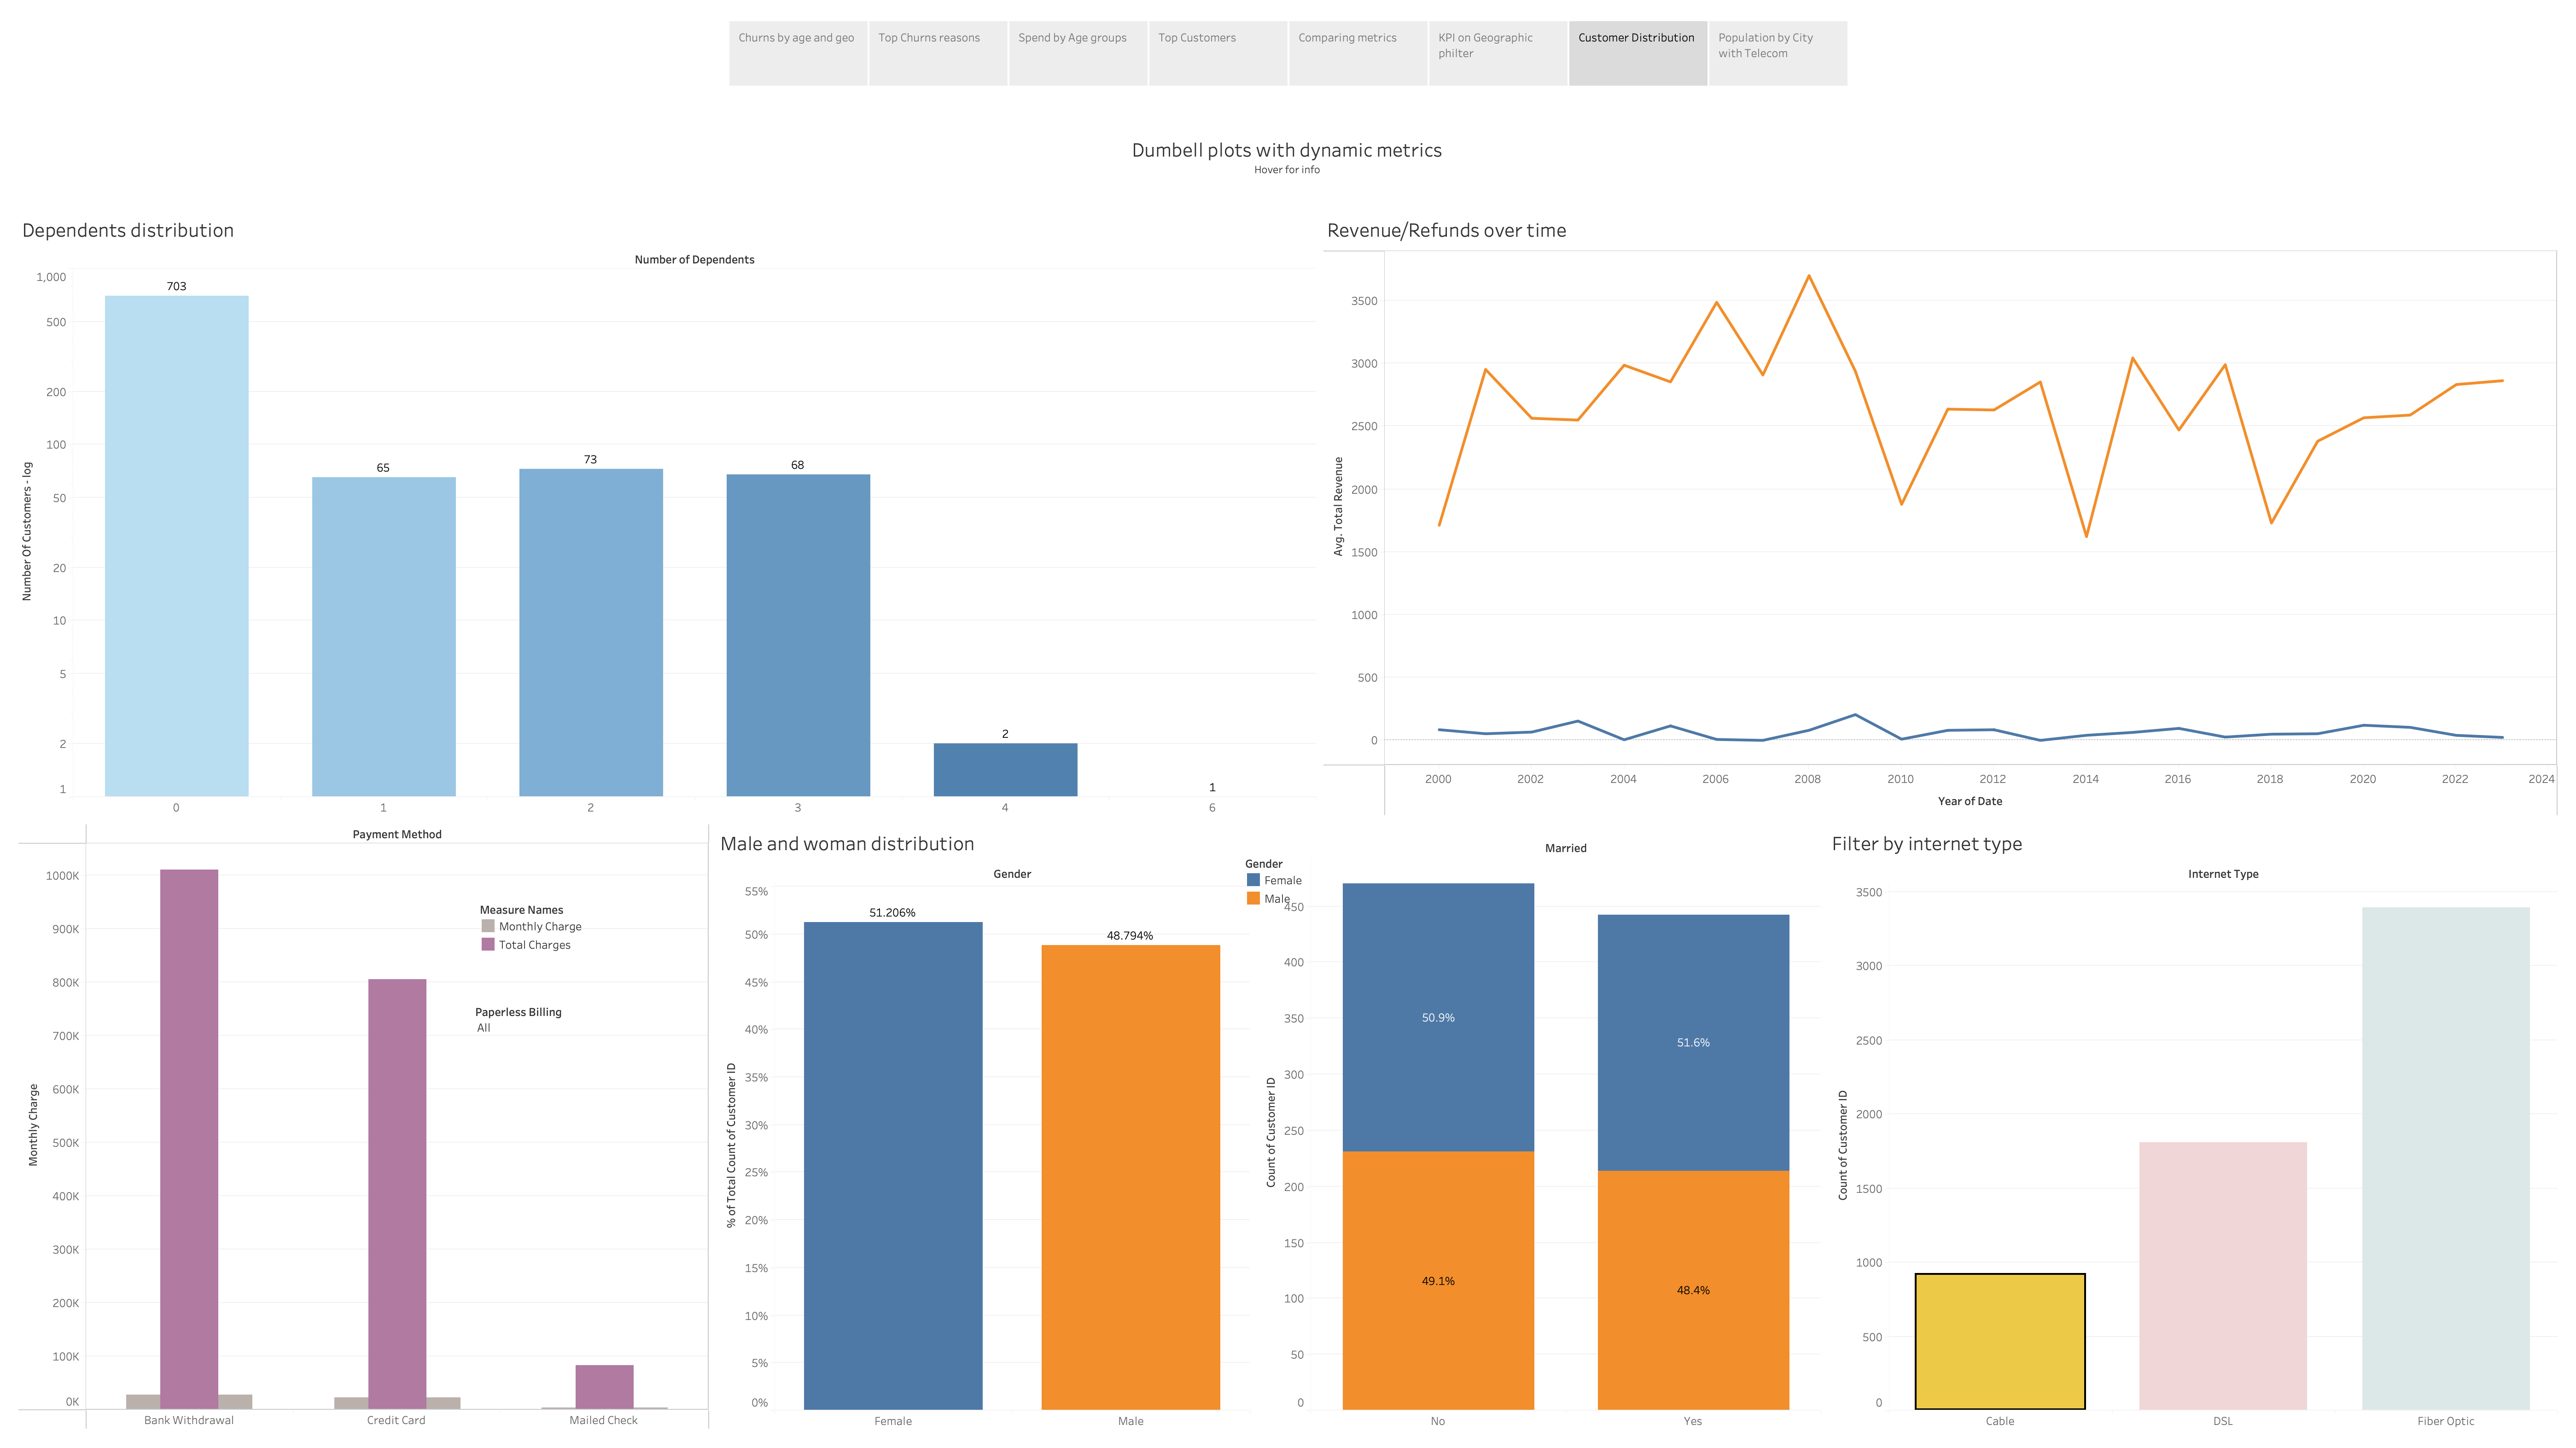 Churns by age and geo
Top Churns reasons
Spend by Age groups
Top Customers
Comparing metrics
KPI on Geographic
philter
Customer Distribution
Population by City
with Telecom
Dumbell plots with dynamic metrics
Hover for info
Dependents distribution
Number of Dependents
Number Of Customers - log
1,000
500
200
100
50
20
10
5
2
1
703
65
73
68
2
1
0
1
2
3
4
6
Revenue/Refunds over time
Avg. Total Revenue
3500
3000
2500
2000
1500
1000
500
0
2000
2002
2004
2006
2008
2010
2012
2014
2016
2018
2020
2022
2024
Year of Date
Payment Method
Monthly Charge
1000K
900K
800K
700K
600K
500K
400K
300K
200K
100K
0K
Measure Names
Monthly Charge
Total Charges
Paperless Billing
All
Bank Withdrawal
Credit Card
Mailed Check
Male and woman distribution
Gender
% of Total Count of Customer ID
55%
50%
45%
40%
35%
30%
25%
20%
15%
10%
5%
0%
51.206%
48.794%
Female
Male
Gender
Female
Male
Married
Count of Customer ID
450
400
350
300
250
200
150
100
50
0
50.9%
51.6%
49.1%
48.4%
No
Yes
Filter by internet type
Internet Type
Count of Customer ID
3500
3000
2500
2000
1500
1000
500
0
Cable
DSL
Fiber Optic